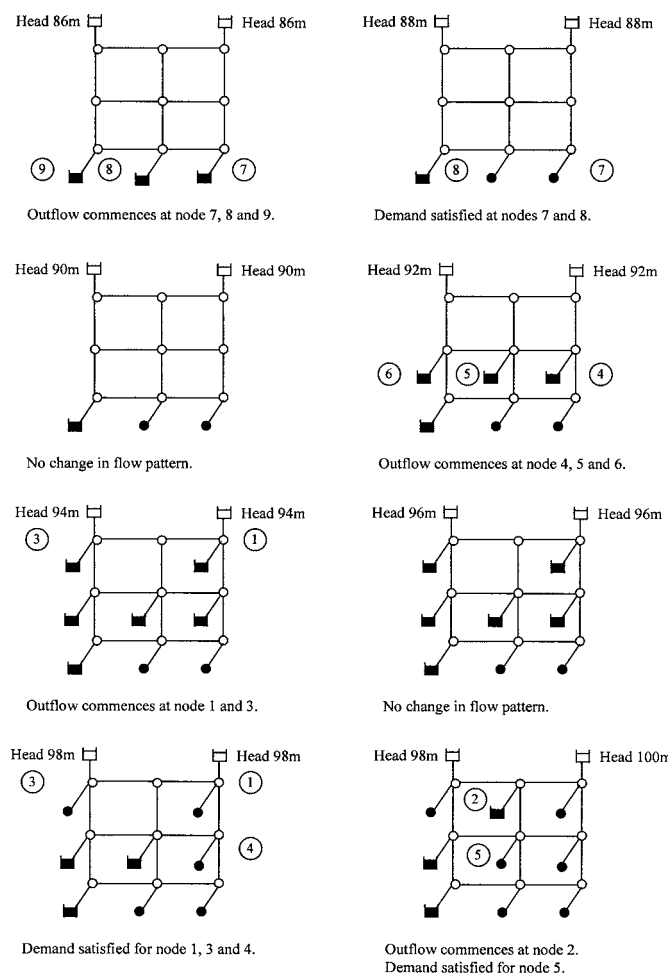 Head 86m Head 86m
9 8 7
Outflow commences at node 7, 8 and 9.
Head 88m Head 88m
8 7
Demand satisfied at nodes 7 and 8.
Head 90m Head 90m
No change in flow pattern.
Head 92m Head 92m
6 5 4
Outflow commences at node 4, 5 and 6.
Head 94m Head 94m
3 1
Outflow commences at node 1 and 3.
Head 96m Head 96m
No change in flow pattern.
Head 98m Head 98m
3 1
4
Demand satisfied for node 1, 3 and 4.
Head 98m Head 100m
2
5
Outflow commences at node 2.
Demand satisfied for node 5.